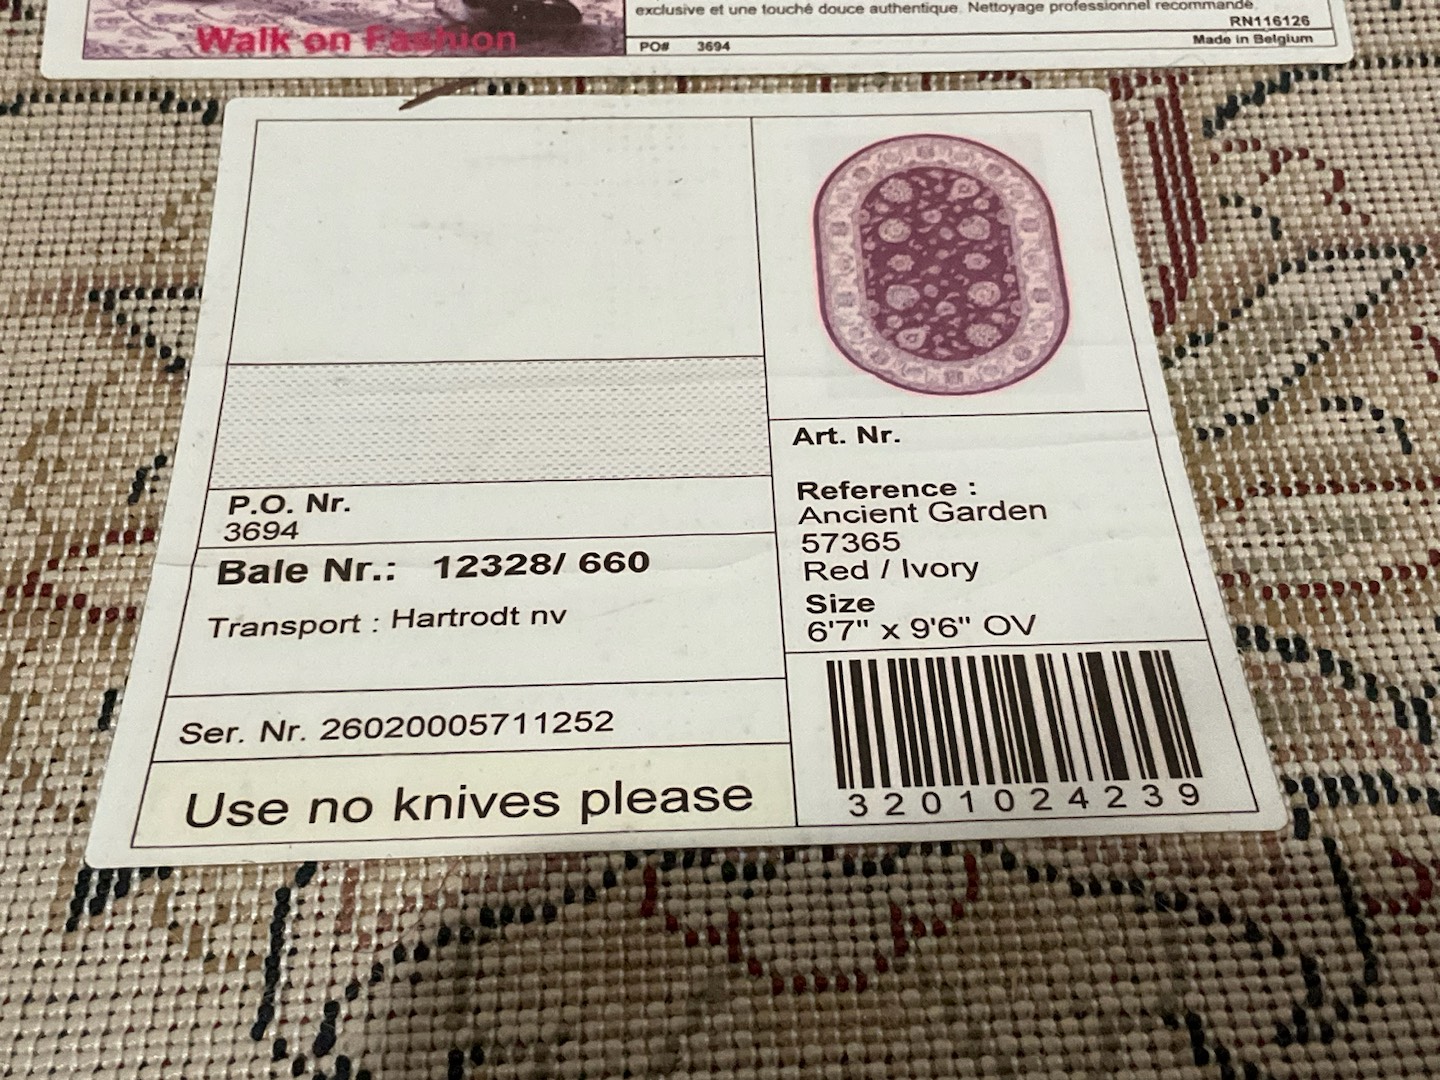 exclusive et une touché douce authentique. Nettoyage professionnel recommandé.
RN116126
Walk on Fashion
PO# 3694
Made in Belgium
P.O. Nr.
3694
Bale Nr.: 12328/ 660
Transport : Hartrodt nv
Ser. Nr. 26020005711252
Use no knives please
Art. Nr.
Reference :
Ancient Garden
57365
Red / Ivory
Size
6'7" x 9'6" OV
3201024239